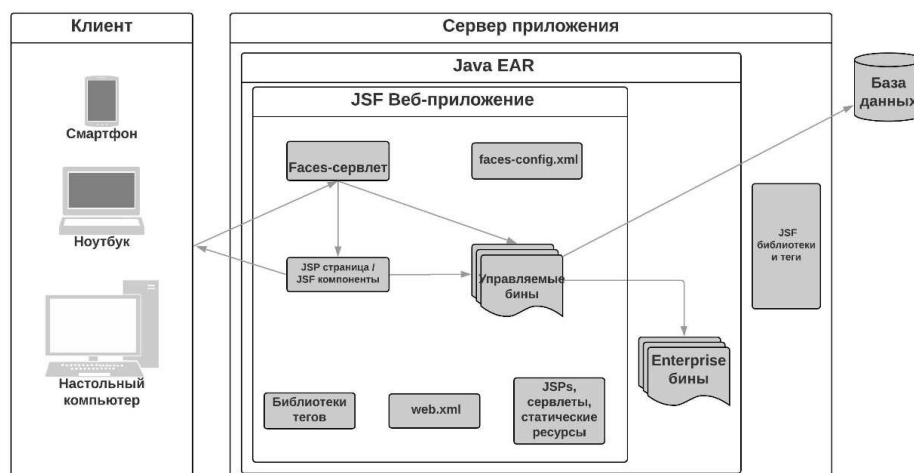 Клиент
Сервер приложения
Java EAR
JSF Веб-приложение
База
данных
Смартфон
Faces-сервлет
faces-config.xml
Ноутбук
JSF
библиотеки
и теги
JSP страница /
JSF компоненты
Управляемые
бины
Настольный
компьютер
Enterprise
бины
Библиотеки
тегов
web.xml
JSPs,
сервлеты,
статические
ресурсы